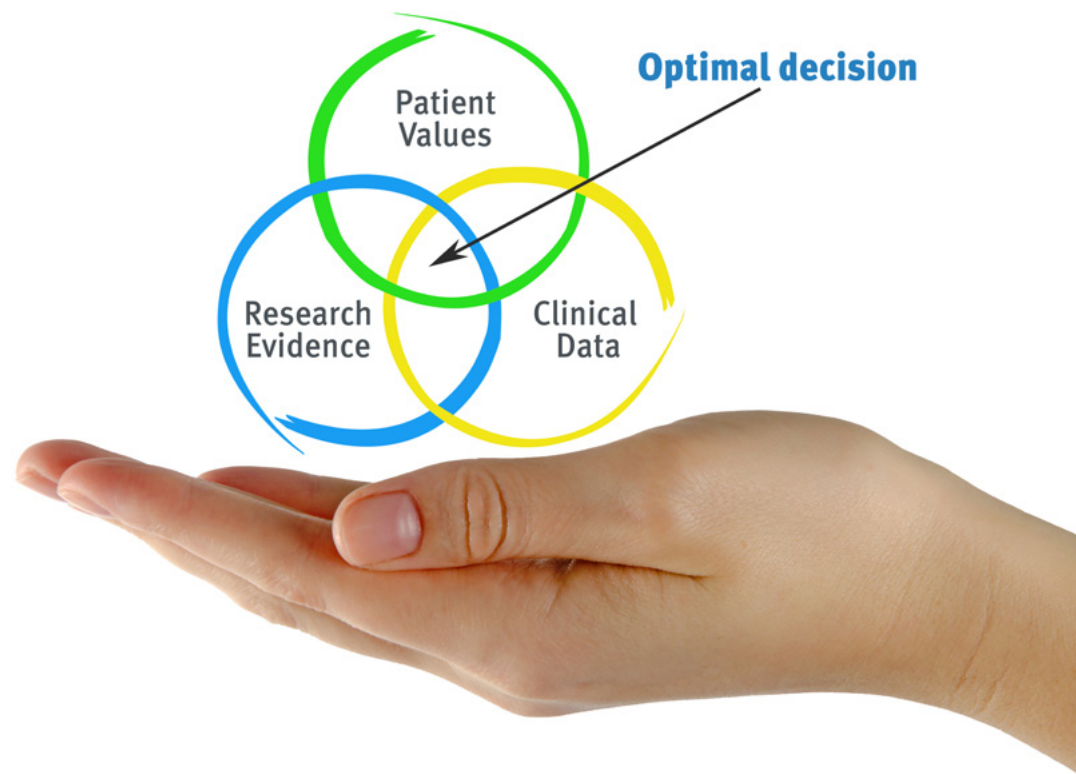 Optimal decision
Patient
Values
Research
Evidence
Clinical
Data